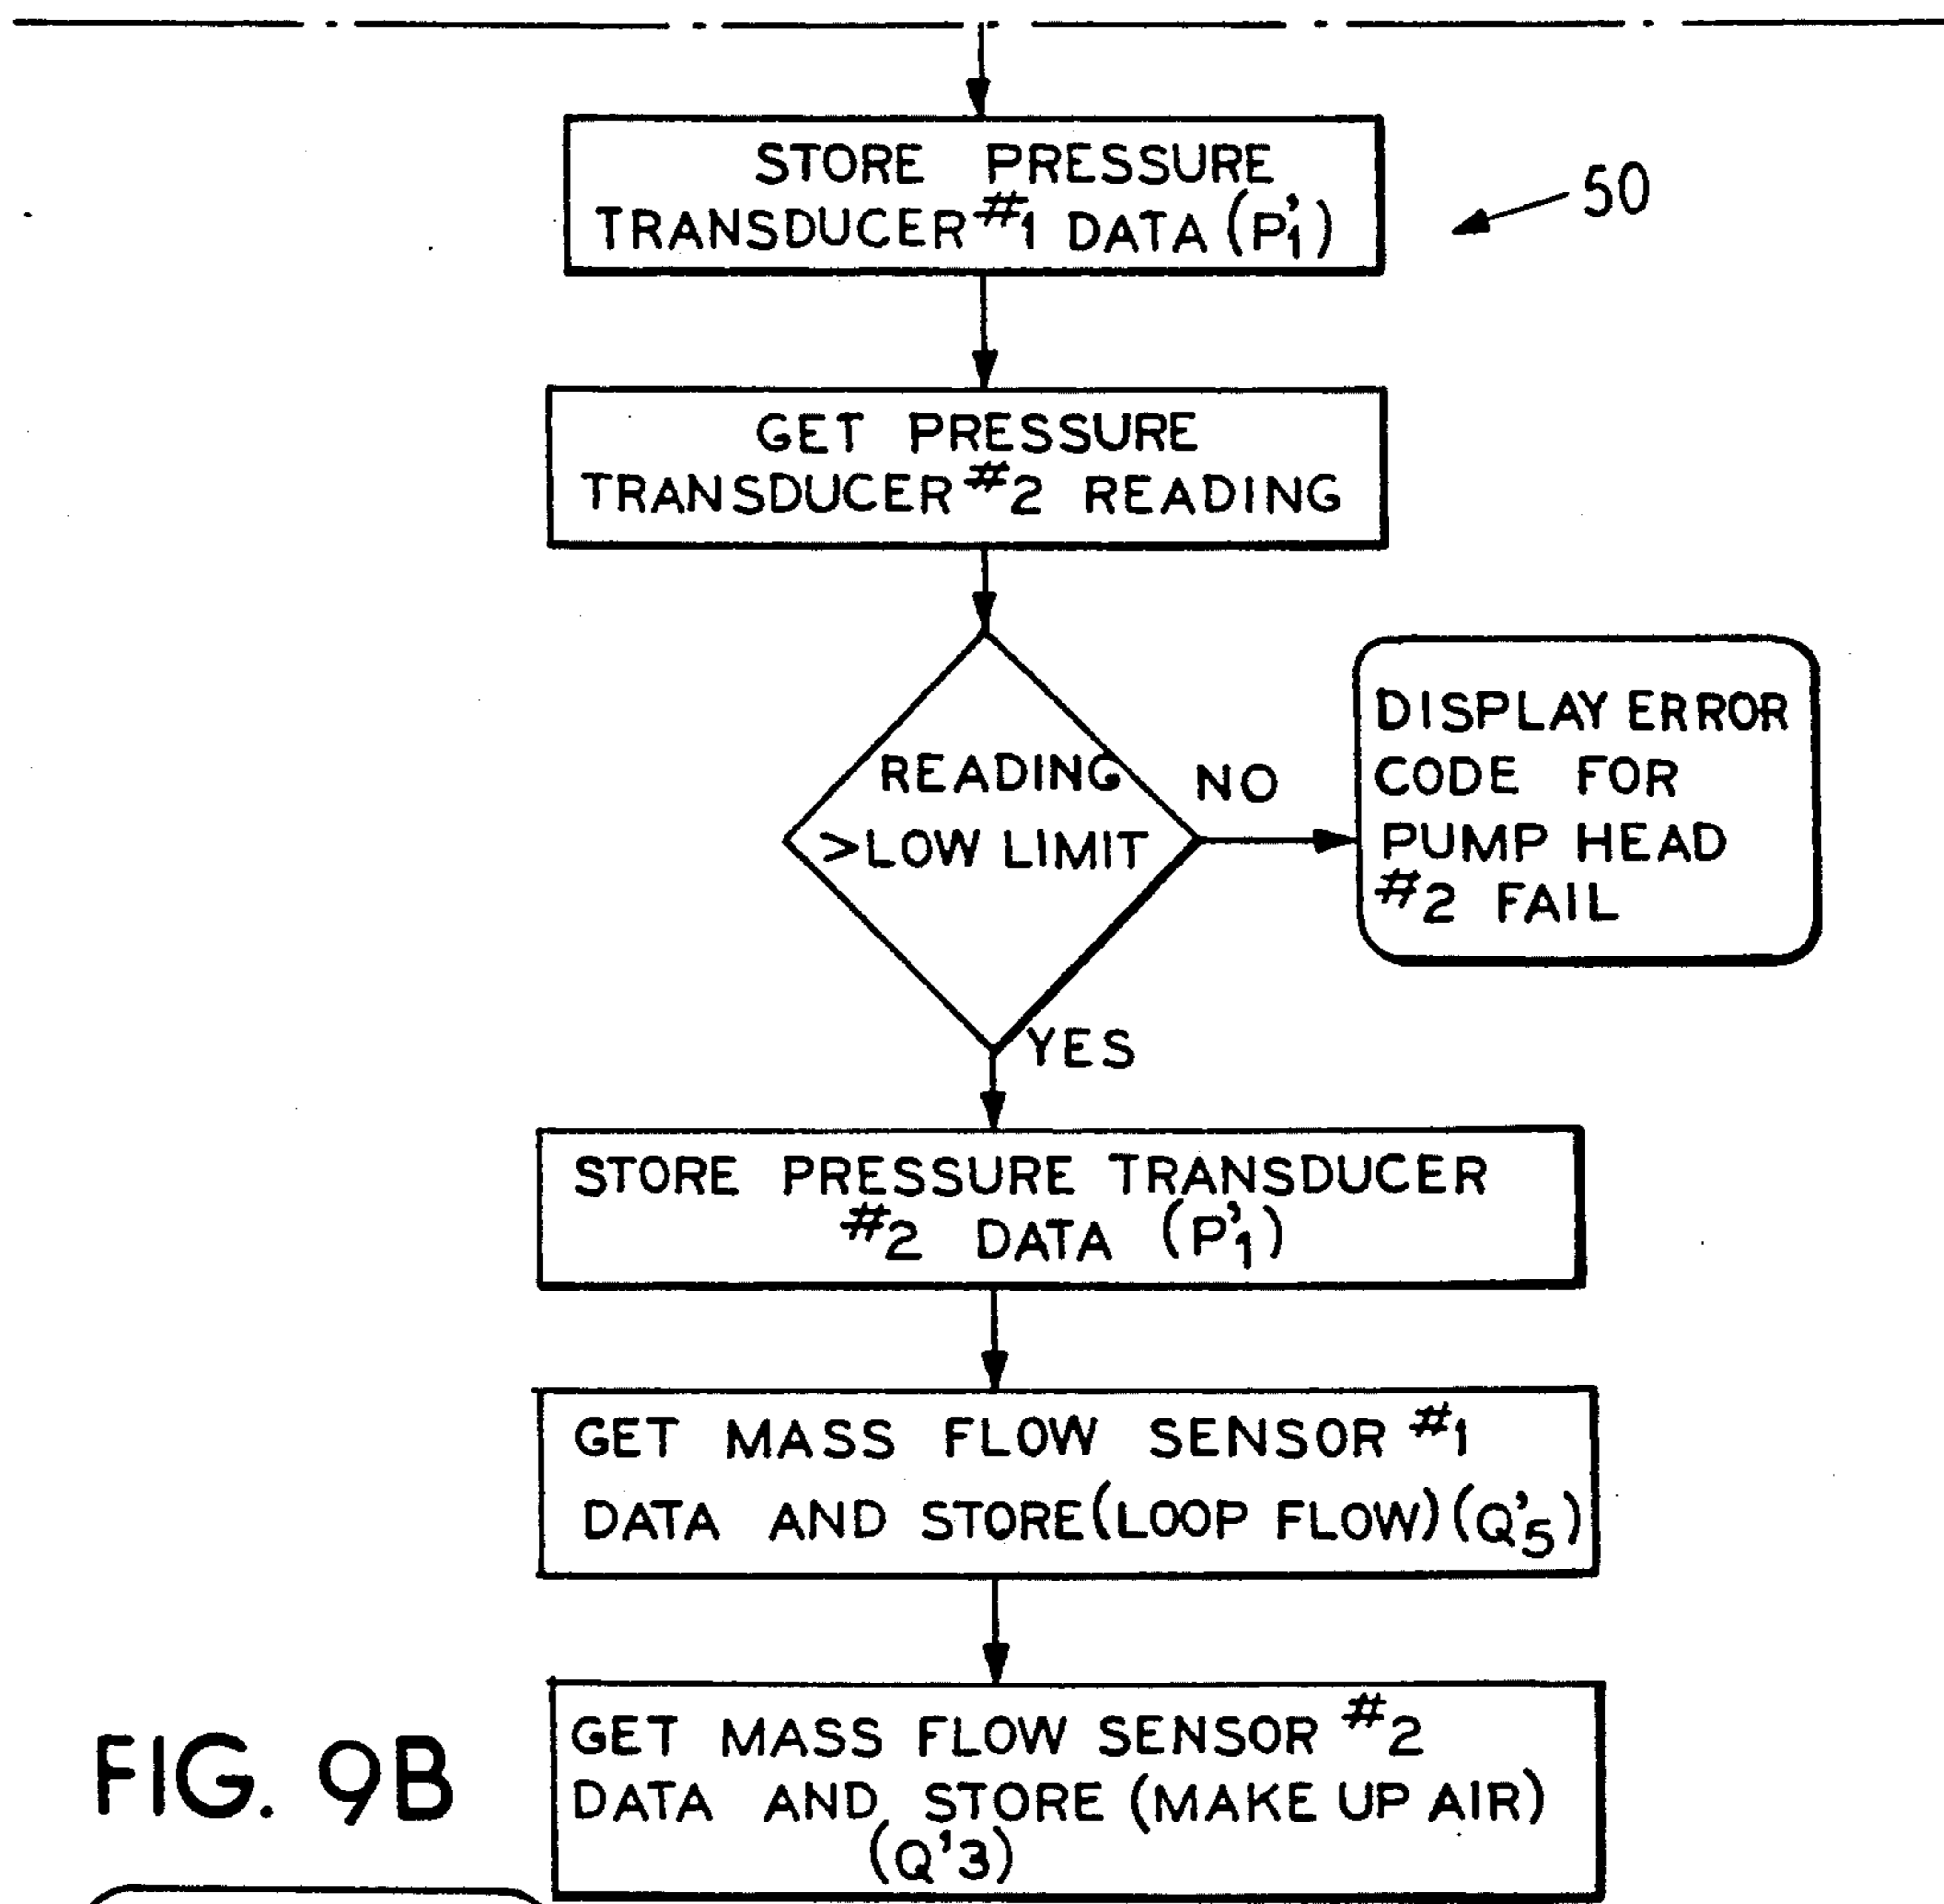 STORE PRESSURE
TRANSDUCER #1 DATA (P'1)
50
GET PRESSURE
TRANSDUCER #2 READING
READING
>LOW LIMIT
NO
DISPLAY ERROR
CODE FOR
PUMP HEAD
#2 FAIL
YES
STORE PRESSURE TRANSDUCER
#2 DATA (P'1)
GET MASS FLOW SENSOR #1
DATA AND STORE (LOOP FLOW) (Q'5)
GET MASS FLOW SENSOR #2
DATA AND STORE (MAKE UP AIR)
(Q'3)
FIG. 9B